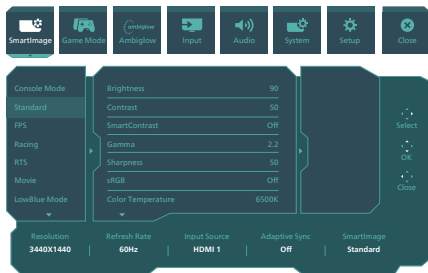 SmartImage
Game Mode
ambiglow
Ambiglow
Input
Audio
System
Setup
Close
Console Mode
Standard
FPS
Racing
RTS
Movie
LowBlue Mode
Brightness 90
Contrast 50
SmartContrast Off
Gamma 2.2
Sharpness 50
sRGB Off
Color Temperature 6500K
Select
OK
Close
Resolution Refresh Rate Input Source Adaptive Sync SmartImage
3440X1440 | 60Hz | HDMI 1 | Off | Standard